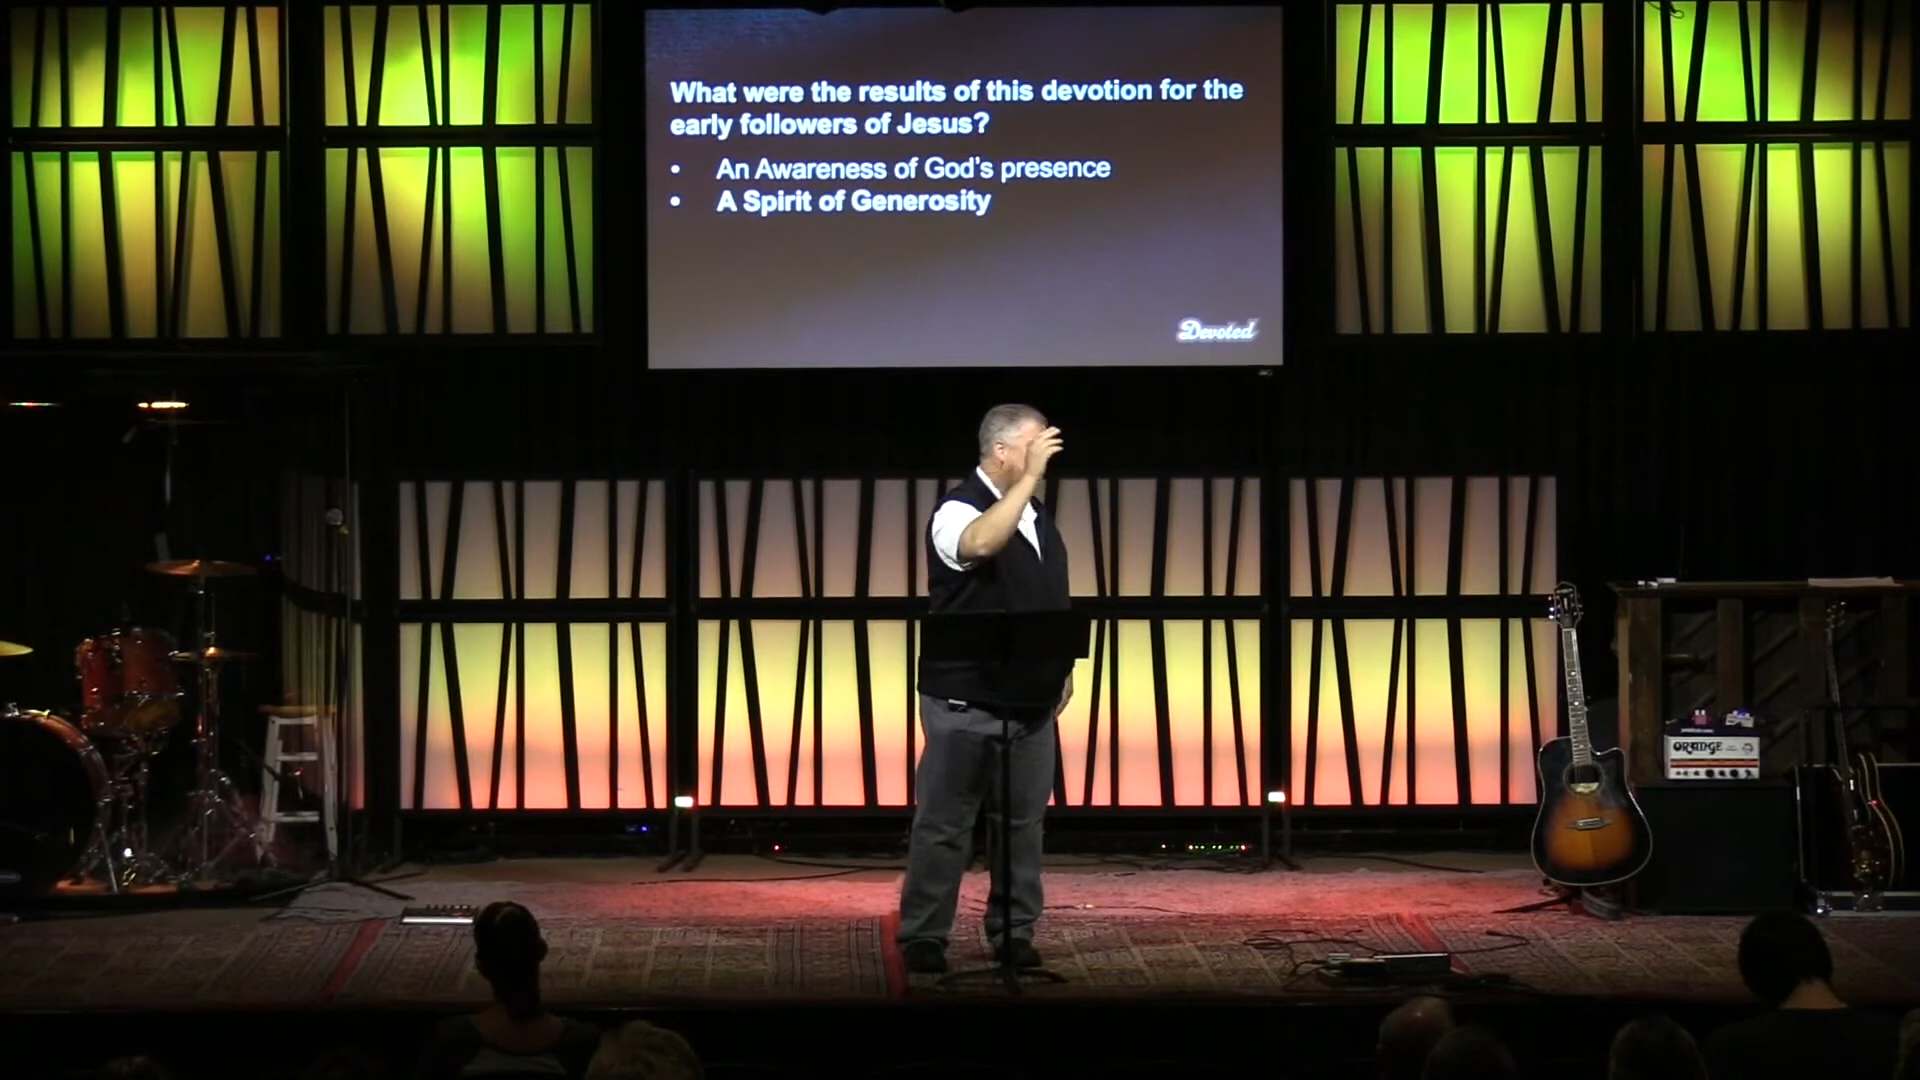 What were the results of this devotion for the
early followers of Jesus?
• An Awareness of God's presence
• A Spirit of Generosity
Devoted
ORANGE